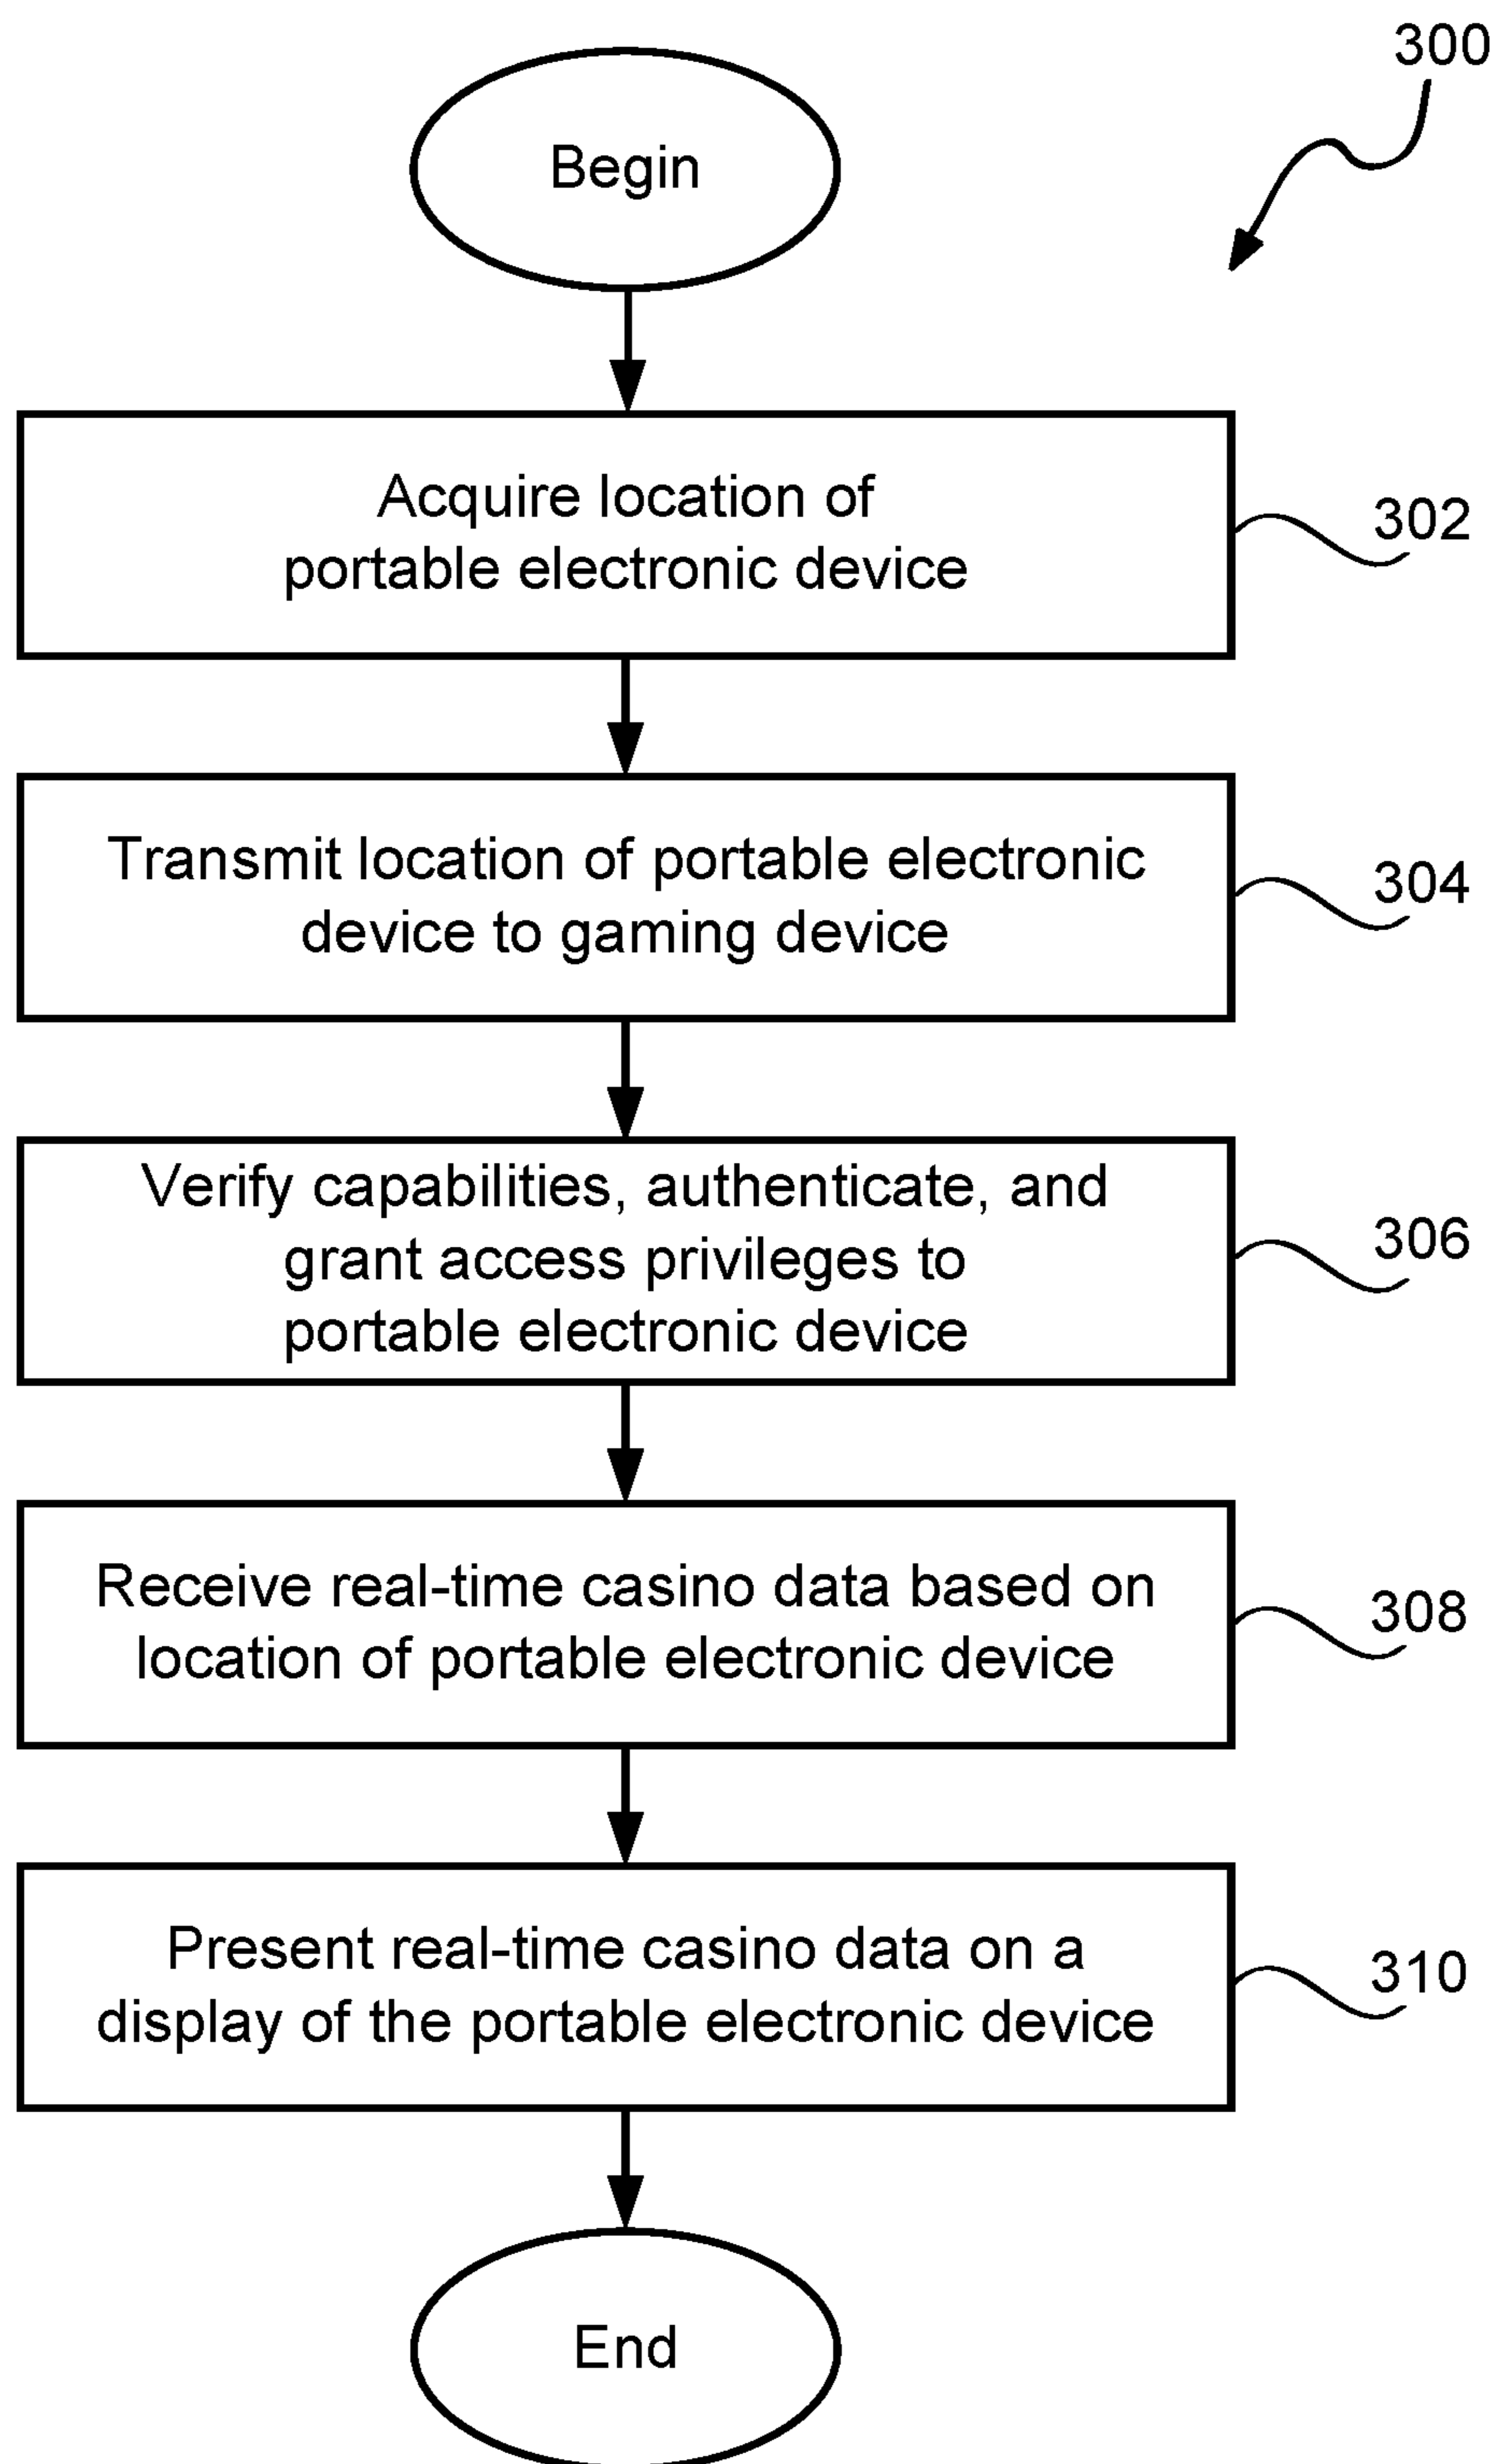 300
Begin
Acquire location of
portable electronic device
302
Transmit location of portable electronic
device to gaming device
304
Verify capabilities, authenticate, and
grant access privileges to
portable electronic device
306
Receive real-time casino data based on
location of portable electronic device
308
Present real-time casino data on a
display of the portable electronic device
310
End